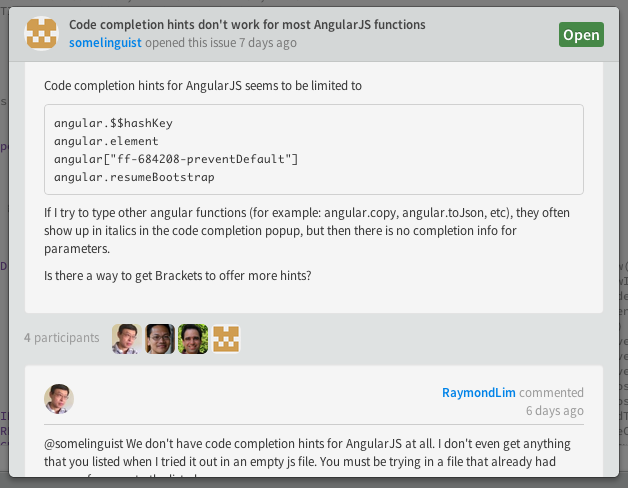 Code completion hints don't work for most AngularJS functions
somelinguist opened this issue 7 days ago
Open
Code completion hints for AngularJS seems to be limited to
angular.$$hashKey
angular.element
angular["ff-684208-preventDefault"]
angular.resumeBootstrap
If I try to type other angular functions (for example: angular.copy, angular.toJson, etc), they often
show up in italics in the code completion popup, but then there is no completion info for
parameters.
Is there a way to get Brackets to offer more hints?
4 participants
RaymondLim commented
6 days ago
@somelinguist We don't have code completion hints for AngularJS at all. I don't even get anything
that you listed when I tried it out in an empty js file. You must be trying in a file that already had